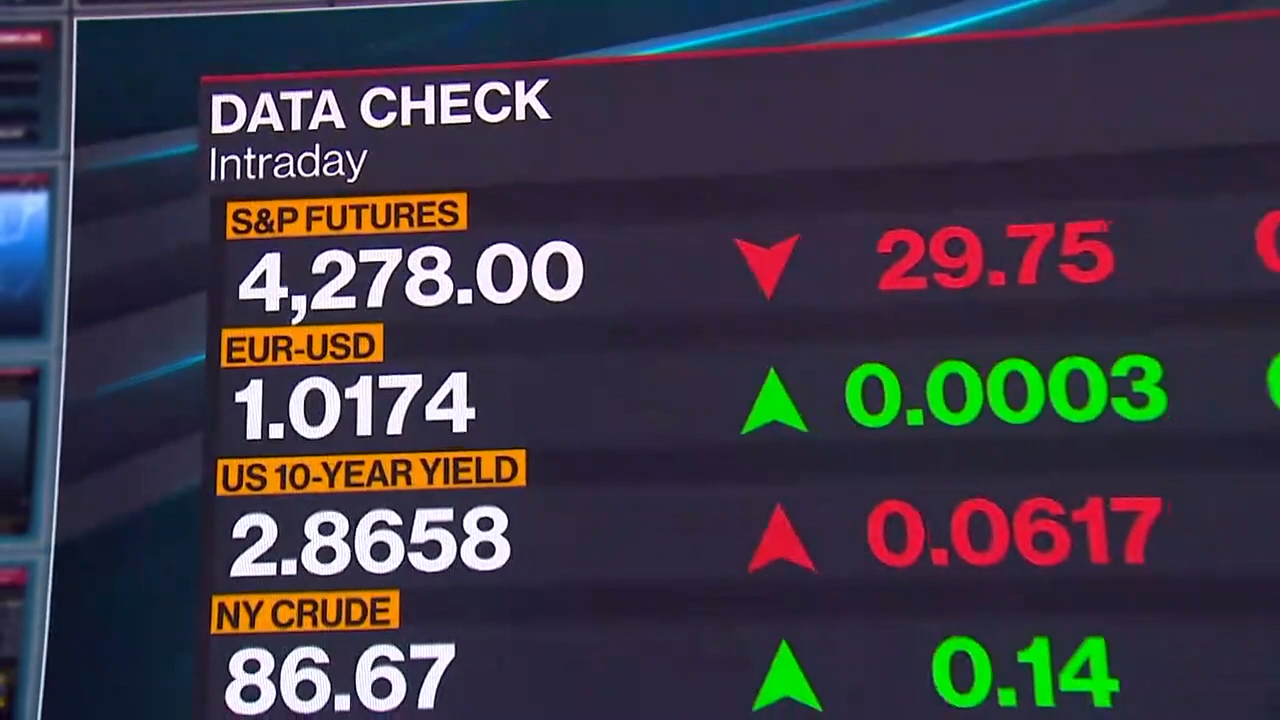 DATA CHECK
Intraday
S&P FUTURES
4,278.00 29.75
EUR-USD
1.0174 0.0003
US 10-YEAR YIELD
2.8658 0.0617
NY CRUDE
86.67 0.14